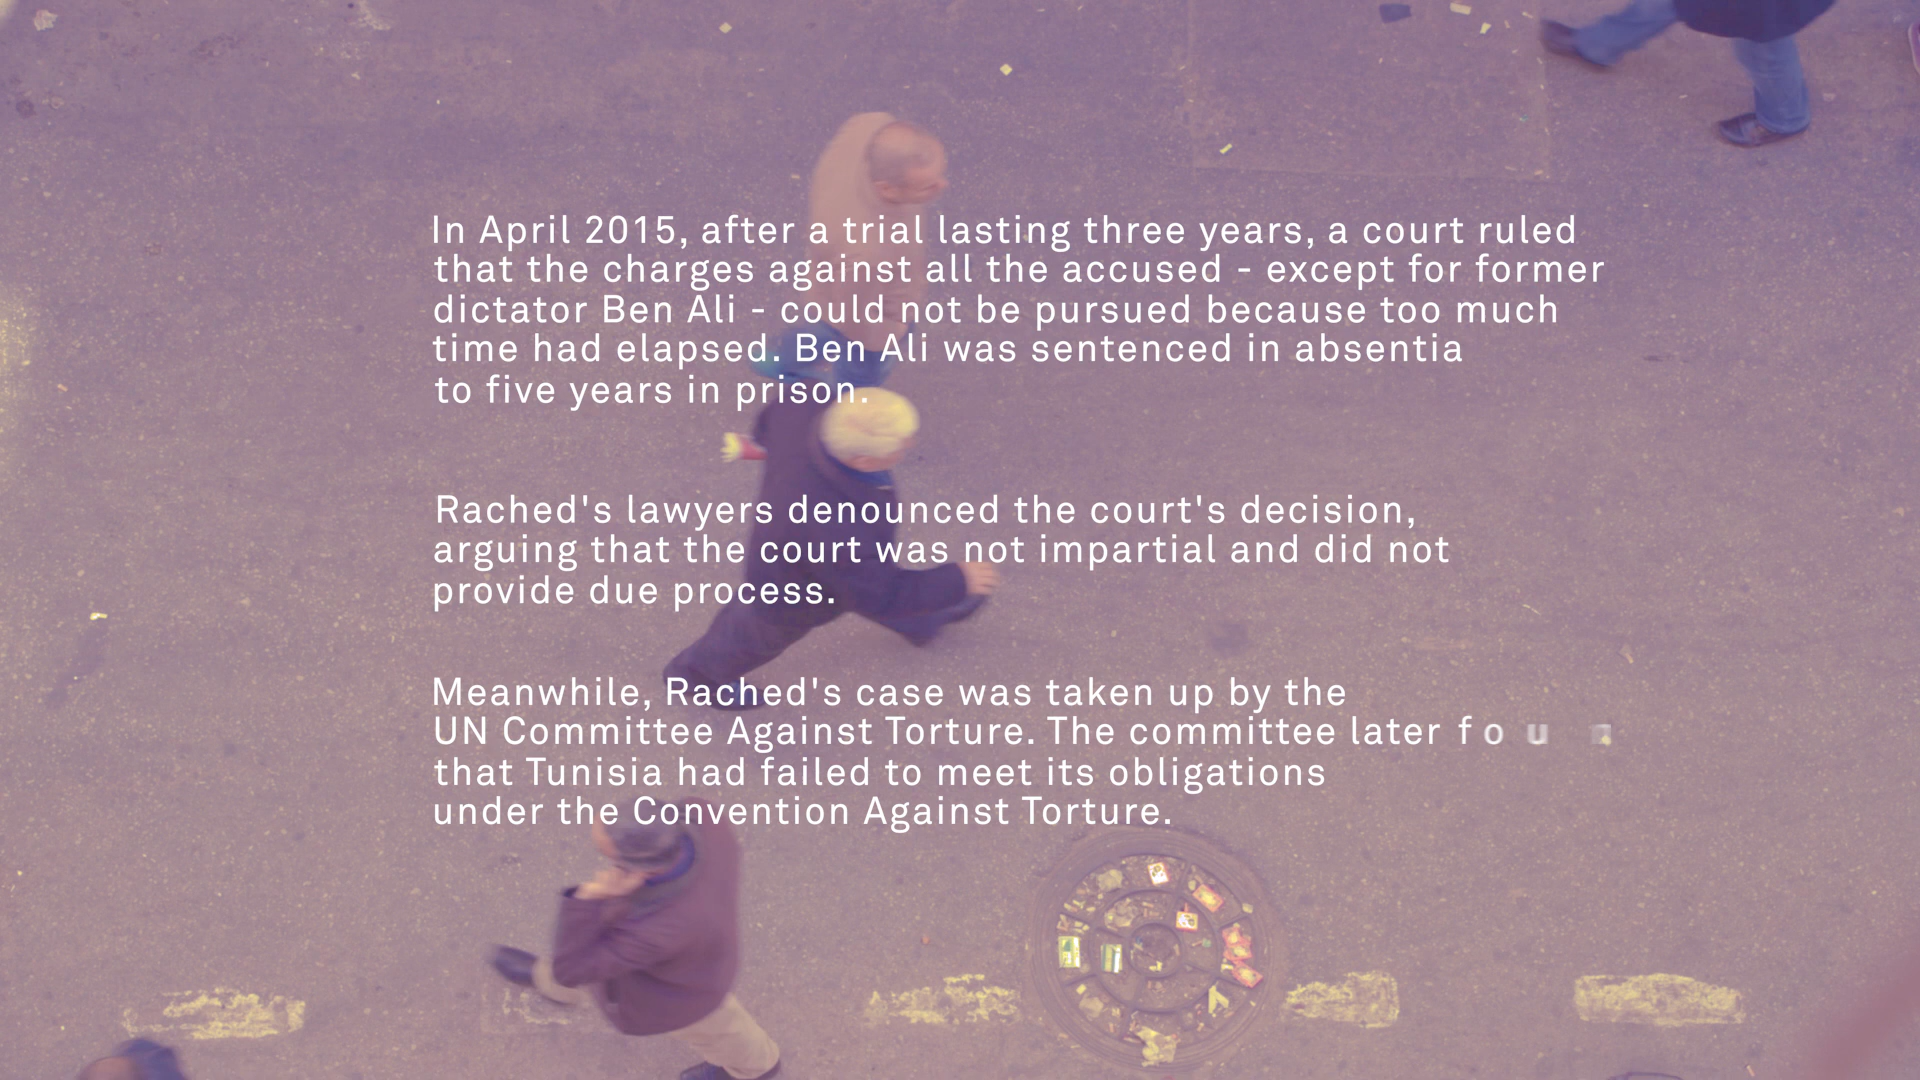 In April 2015, after a trial lasting three years, a court ruled
that the charges against all the accused - except for former
dictator Ben Ali - could not be pursued because too much
time had elapsed. Ben Ali was sentenced in absentia
to five years in prison.
Rached's lawyers denounced the court's decision,
arguing that the court was not impartial and did not
provide due process.
Meanwhile, Rached's case was taken up by the
UN Committee Against Torture. The committee later
that Tunisia had failed to meet its obligations
under the Convention Against Torture.